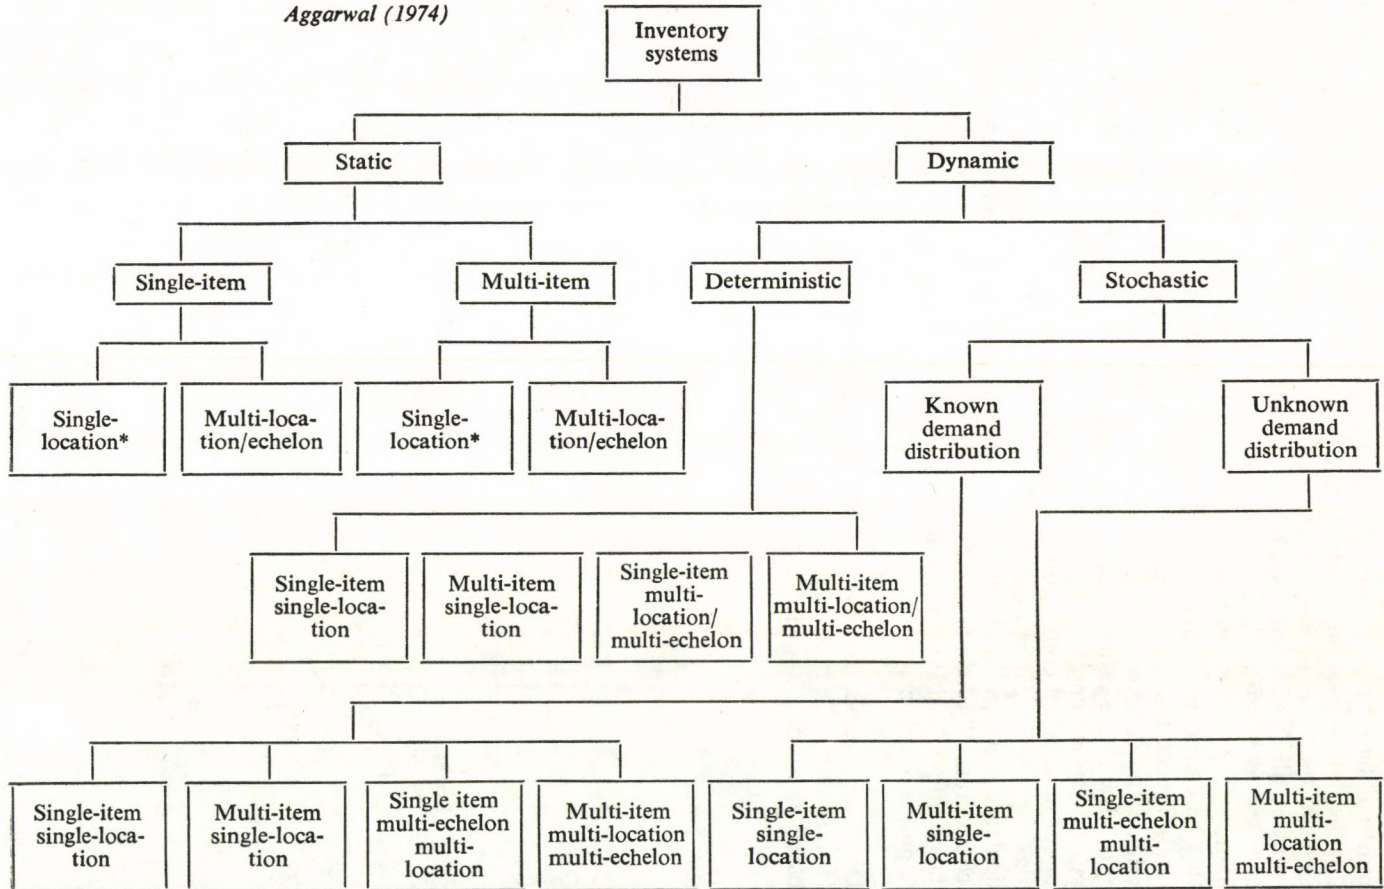 Aggarwal (1974)
Inventory
systems
Static
Dynamic
Single-item
Multi-item
Deterministic
Stochastic
Single-
location*
Multi-loca-
tion/echelon
Single-
location*
Multi-loca-
tion/echelon
Known
demand
distribution
Unknown
demand
distribution
Single-item
single-loca-
tion
Multi-item
single-loca-
tion
Single-item
multi-
location/
multi-echelon
Multi-item
multi-location/
multi-echelon
Single-item
single-loca-
tion
Multi-item
single-loca-
tion
Single item
multi-echelon
multi-
location
Multi-item
multi-location
multi-echelon
Single-item
single-
location
Multi-item
single-
location
Single-item
multi-echelon
multi-
location
Multi-item
multi-
location
multi-echelon